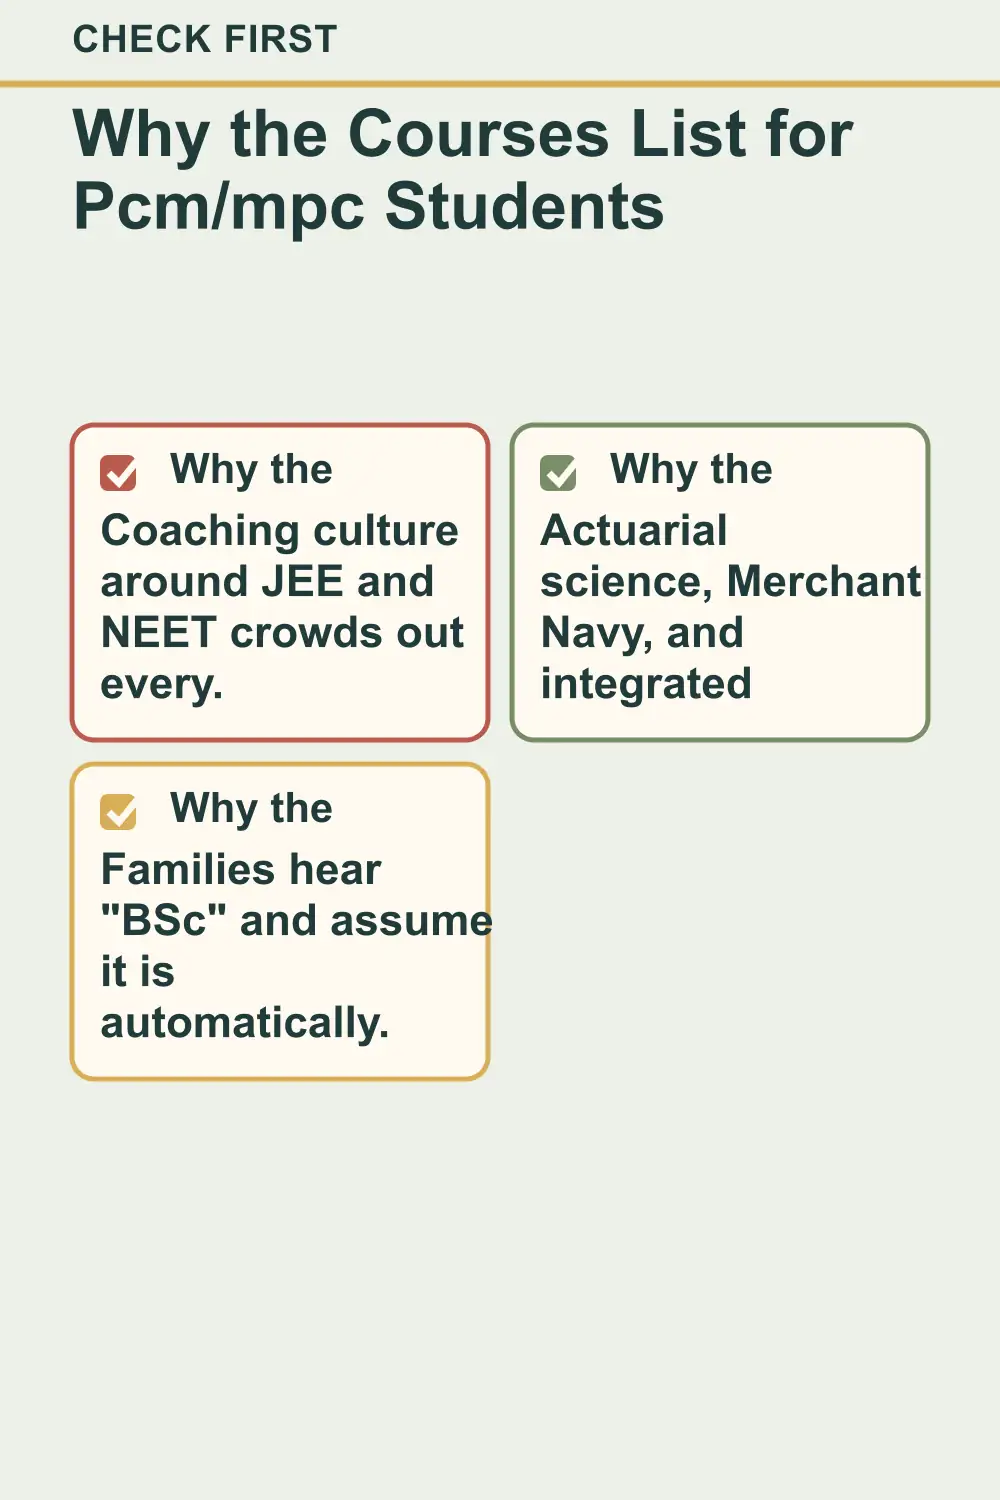 CHECK FIRST
Why the Courses List for
Pcm/mpc Students
Why the
Coaching culture
around JEE and
NEET crowds out
every.
Why the
Actuarial
science, Merchant
Navy, and
integrated
Why the
Families hear
"BSc" and assume
it is
automatically.